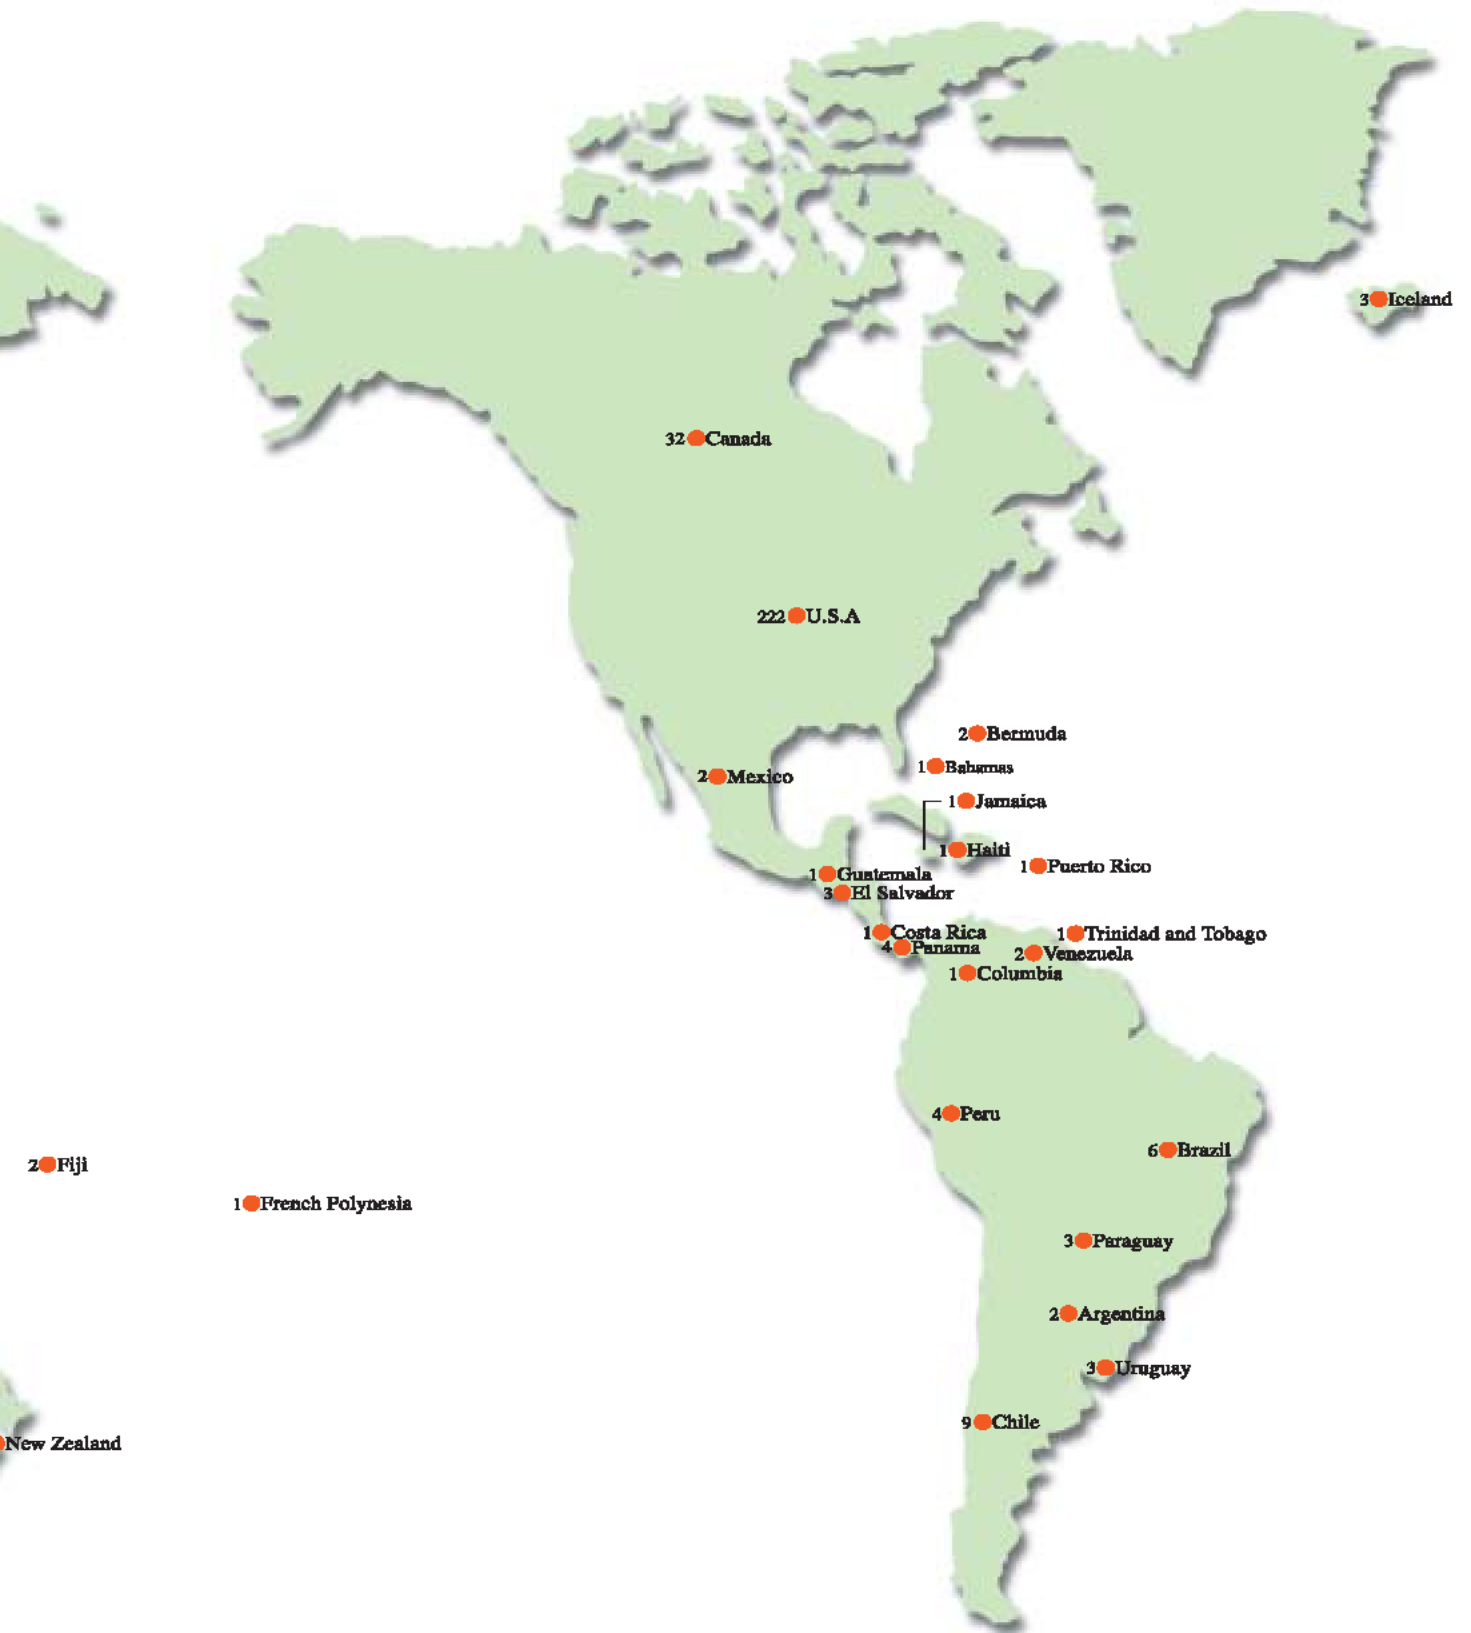 3 Iceland
32 Canada
222 U.S.A
2 Bermuda
1 Bahamas
2 Mexico
1 Jamaica
1 Haiti
1 Puerto Rico
1 Guatemala
3 El Salvador
1 Costa Rica
1 Trinidad and Tobago
4 Panama
2 Venezuela
1 Columbia
4 Peru
6 Brazil
2 Fiji
1 French Polynesia
3 Paraguay
2 Argentina
3 Uruguay
9 Chile
New Zealand